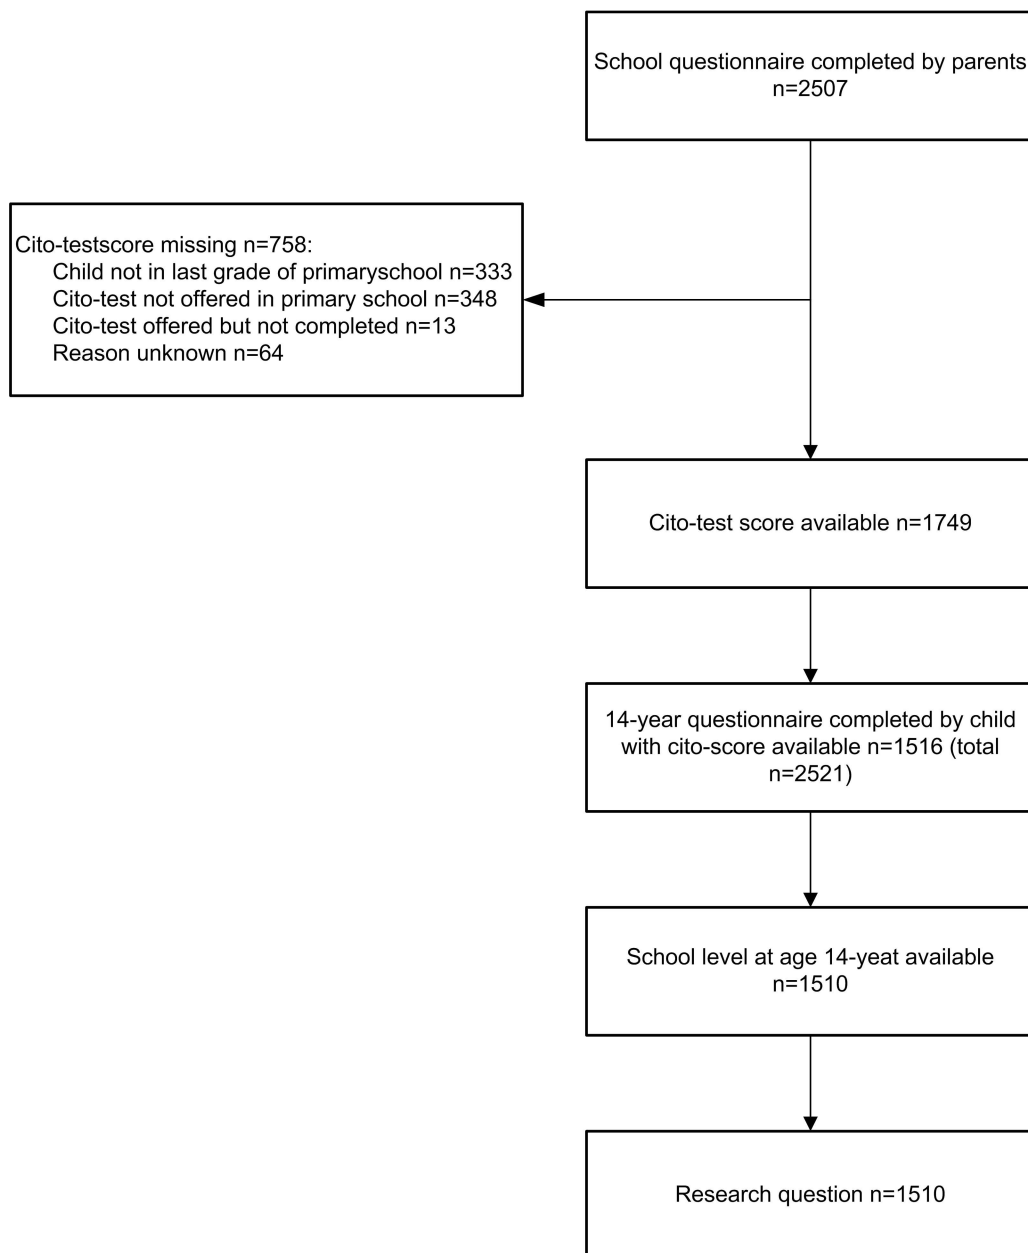 School questionnaire completed by parents
n=2507
Cito-testscore missing n=758:
Child not in last grade of primaryschool n=333
Cito-test not offered in primary school n=348
Cito-test offered but not completed n=13
Reason unknown n=64
Cito-test score available n=1749
14-year questionnaire completed by child
with cito-score available n=1516 (total
n=2521)
School level at age 14-yeat available
n=1510
Research question n=1510